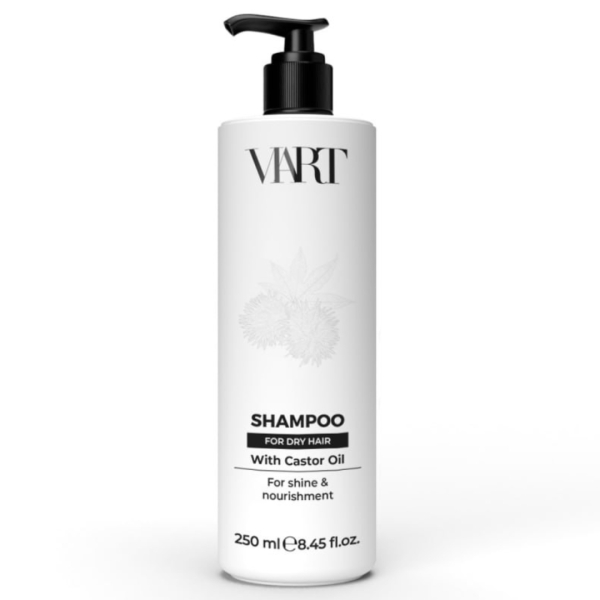 VIART
SHAMPOO
FOR DRY HAIR
With Castor Oil
For shine &
nourishment
250 ml ℮ 8.45 fl.oz.